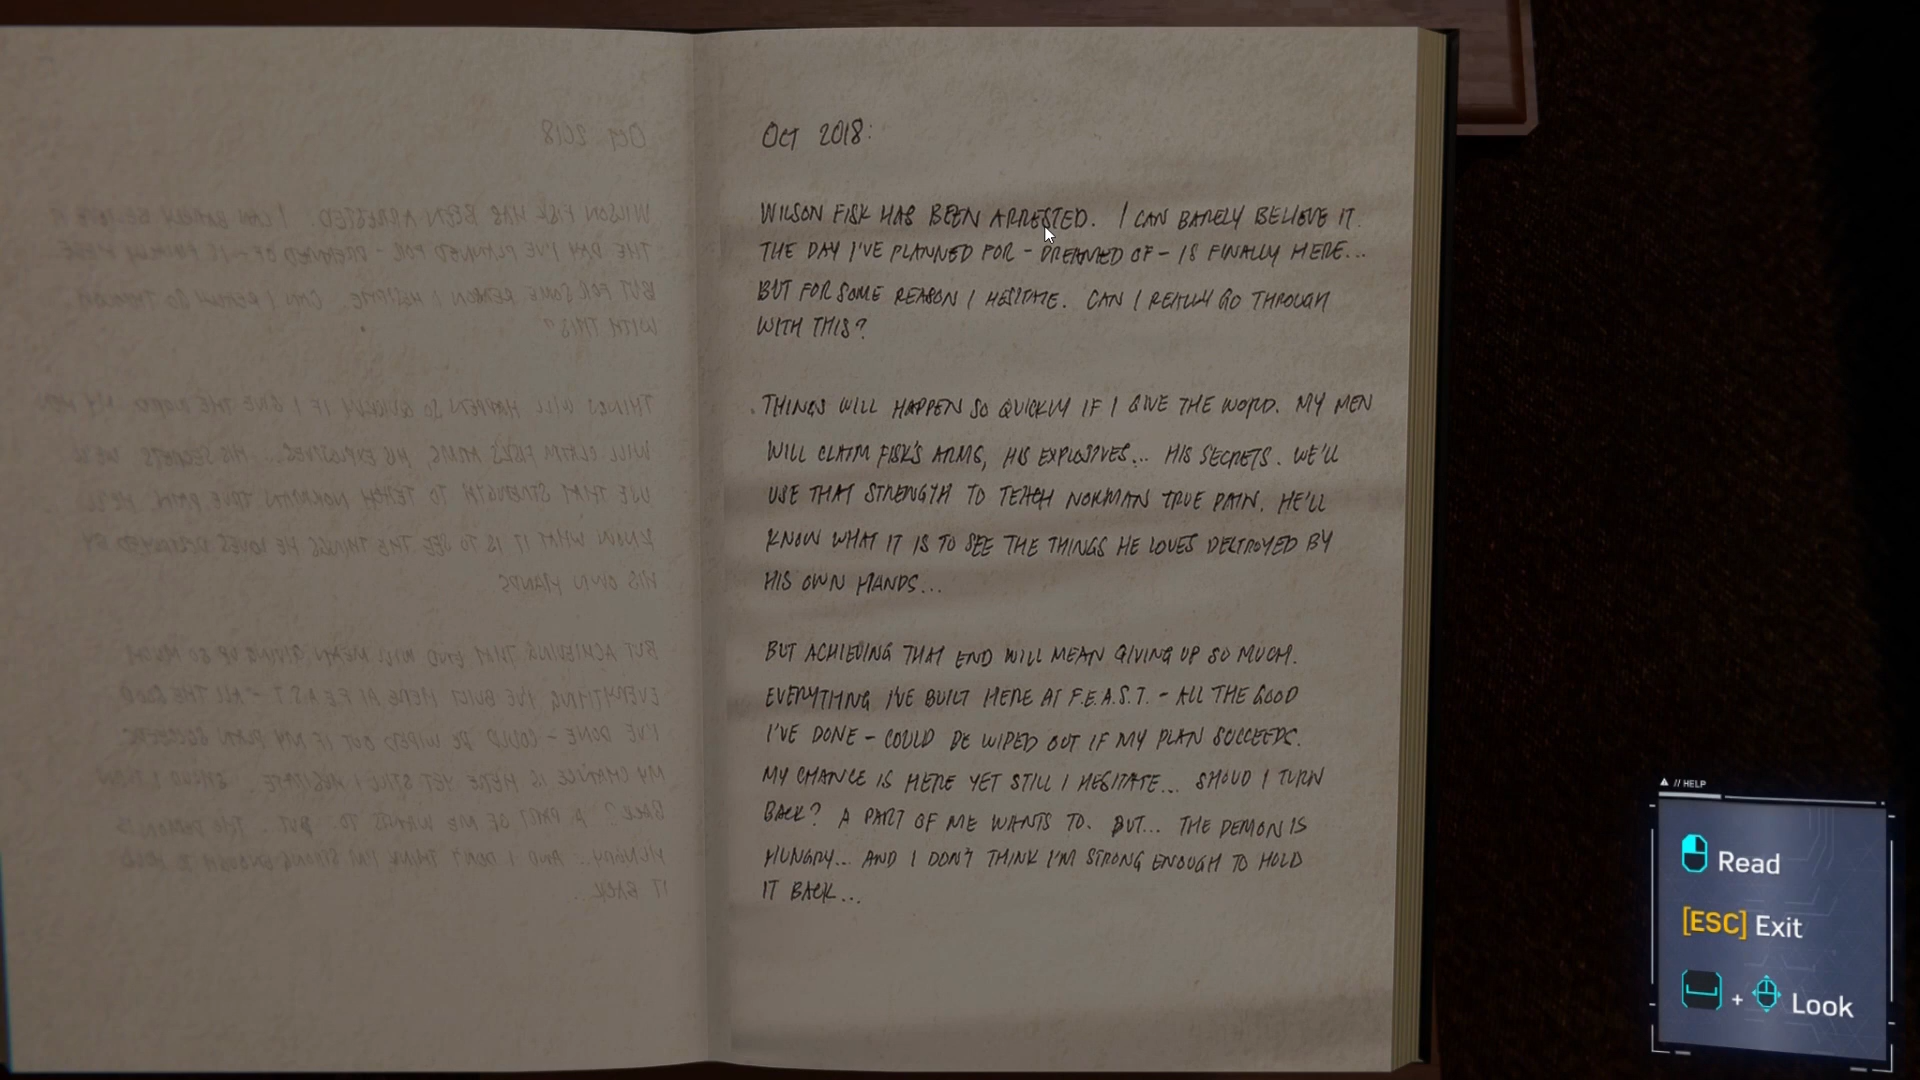 OCT 2018:
WILSON FISK HAS BEEN ARRESTED. I CAN BARELY BELIEVE IT.
THE DAY I'VE PLANNED FOR - DREAMED OF - IS FINALLY HERE...
BUT FOR SOME REASON I HESITATE. CAN I REALLY GO THROUGH
WITH THIS?
THINGS WILL HAPPEN SO QUICKLY IF I GIVE THE WORD. MY MEN
WILL CLAIM FISK'S ARMS, HIS EXPLOSIVES... HIS SECRETS. WE'LL
USE THAT STRENGTH TO TEACH NORMAN TRUE PAIN. HE'LL
KNOW WHAT IT IS TO SEE THE THINGS HE LOVES DESTROYED BY
HIS OWN HANDS...
BUT ACHIEVING THAT END WILL MEAN GIVING UP SO MUCH.
EVERYTHING I'VE BUILT HERE AT F.E.A.S.T. - ALL THE GOOD
I'VE DONE - COULD BE WIPED OUT IF MY PLAN SUCCEEDS.
MY CHANCE IS HERE YET STILL I HESITATE... SHOUD I TURN
BACK? A PART OF ME WANTS TO. BUT... THE DEMON IS
HUNGRY... AND I DON'T THINK I'M STRONG ENOUGH TO HOLD
IT BACK...
// HELP
Read
[ESC] Exit
+ Look